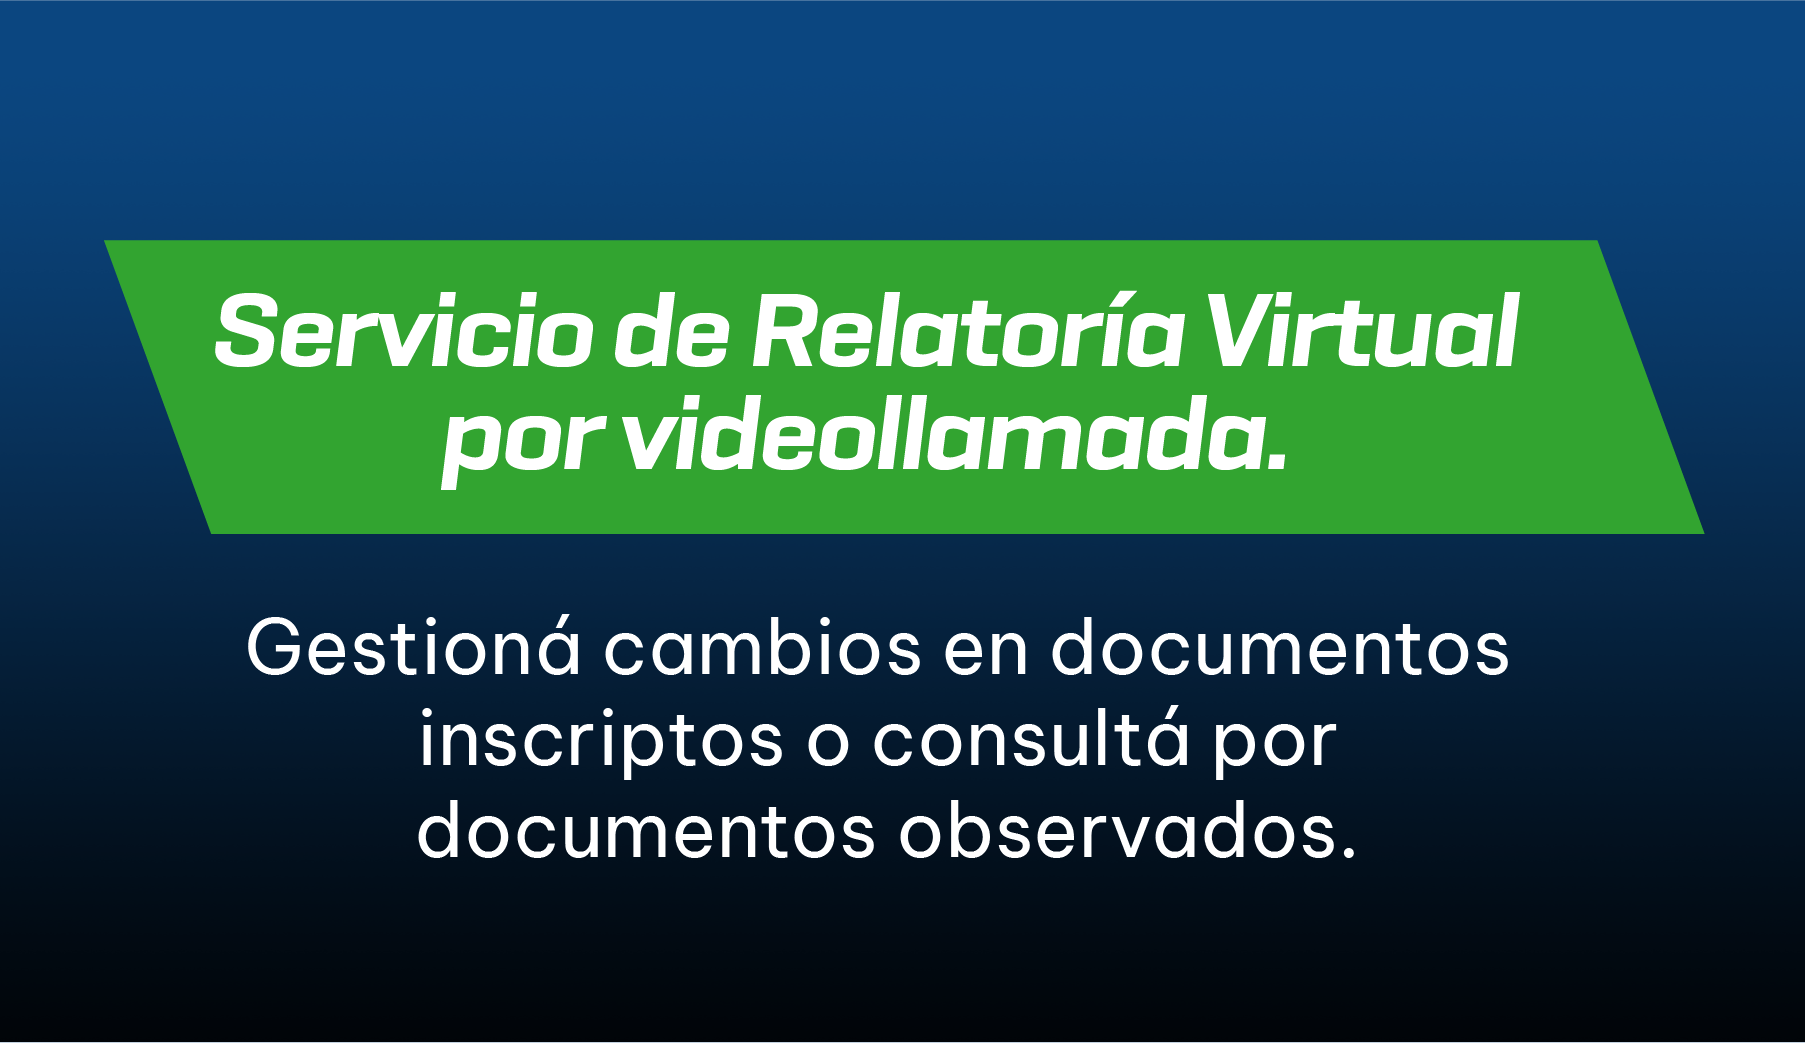 Servicio de Relatoría Virtual
por videollamada.
Gestioná cambios en documentos
inscriptos o consultá por
documentos observados.